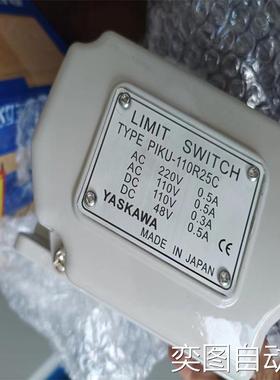 LIMIT SWITCH
TYPE PIKU-110R25C
AC 220V 0.5A
AC 110V 0.5A
DC 110V 0.3A
DC 48V 0.5A
YASKAWA
MADE IN JAPAN CE
奕图自动